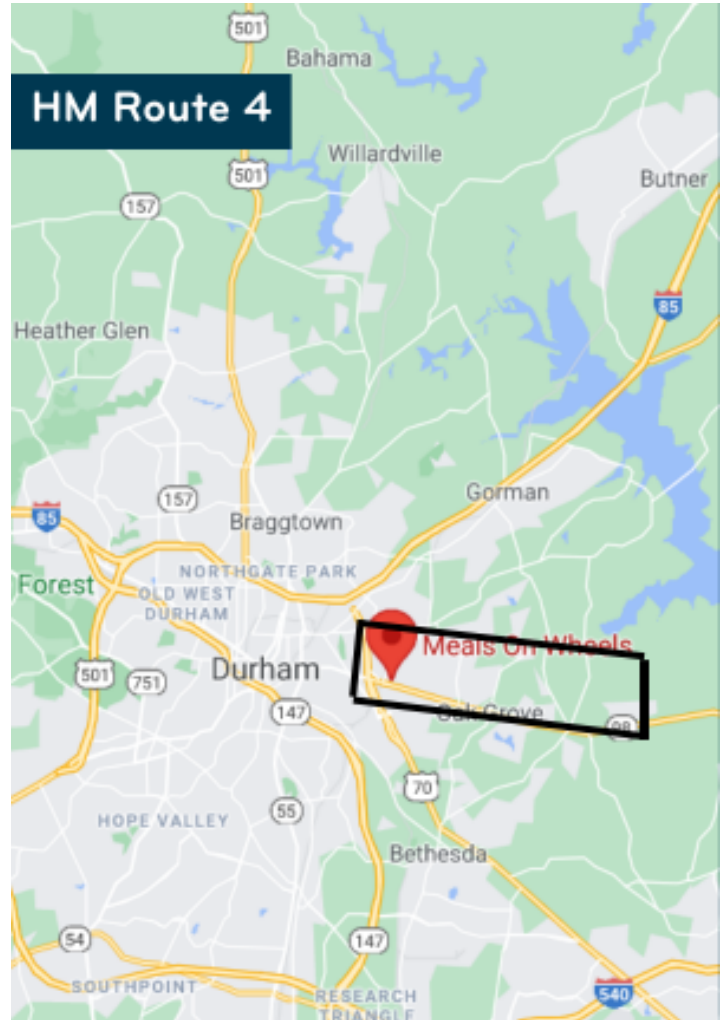 501
Bahama
HM Route 4
Willardville
501
Butner
157
85
Heather Glen
Gorman
157
85
Braggtown
NORTHGATE PARK
Forest
OLD WEST
DURHAM
Meals On Wheels
Durham
501
751
147
Oak Grove
98
70
55
HOPE VALLEY
Bethesda
54
147
SOUTHPOINT
540
RESEARCH
TRIANGLE